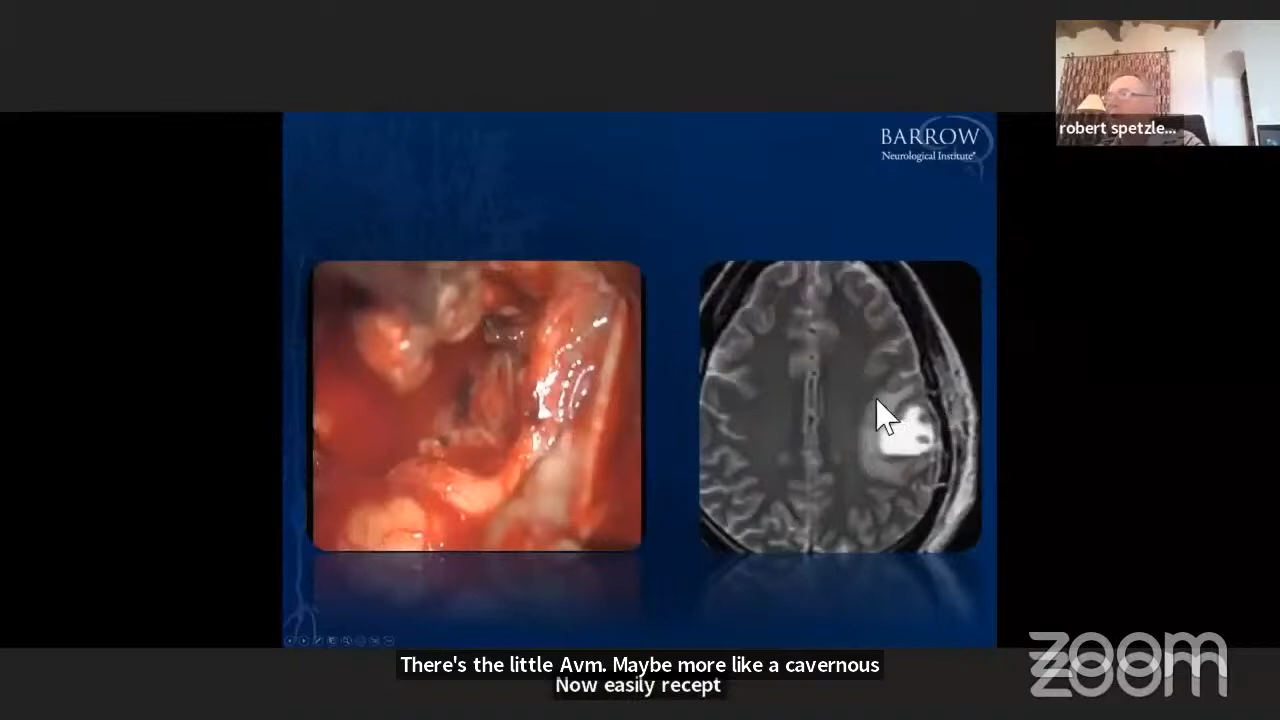 robert spetzle...
BARROW
Neurological Institute®
There's the little Avm. Maybe more like a cavernous
Now easily recept
zoom